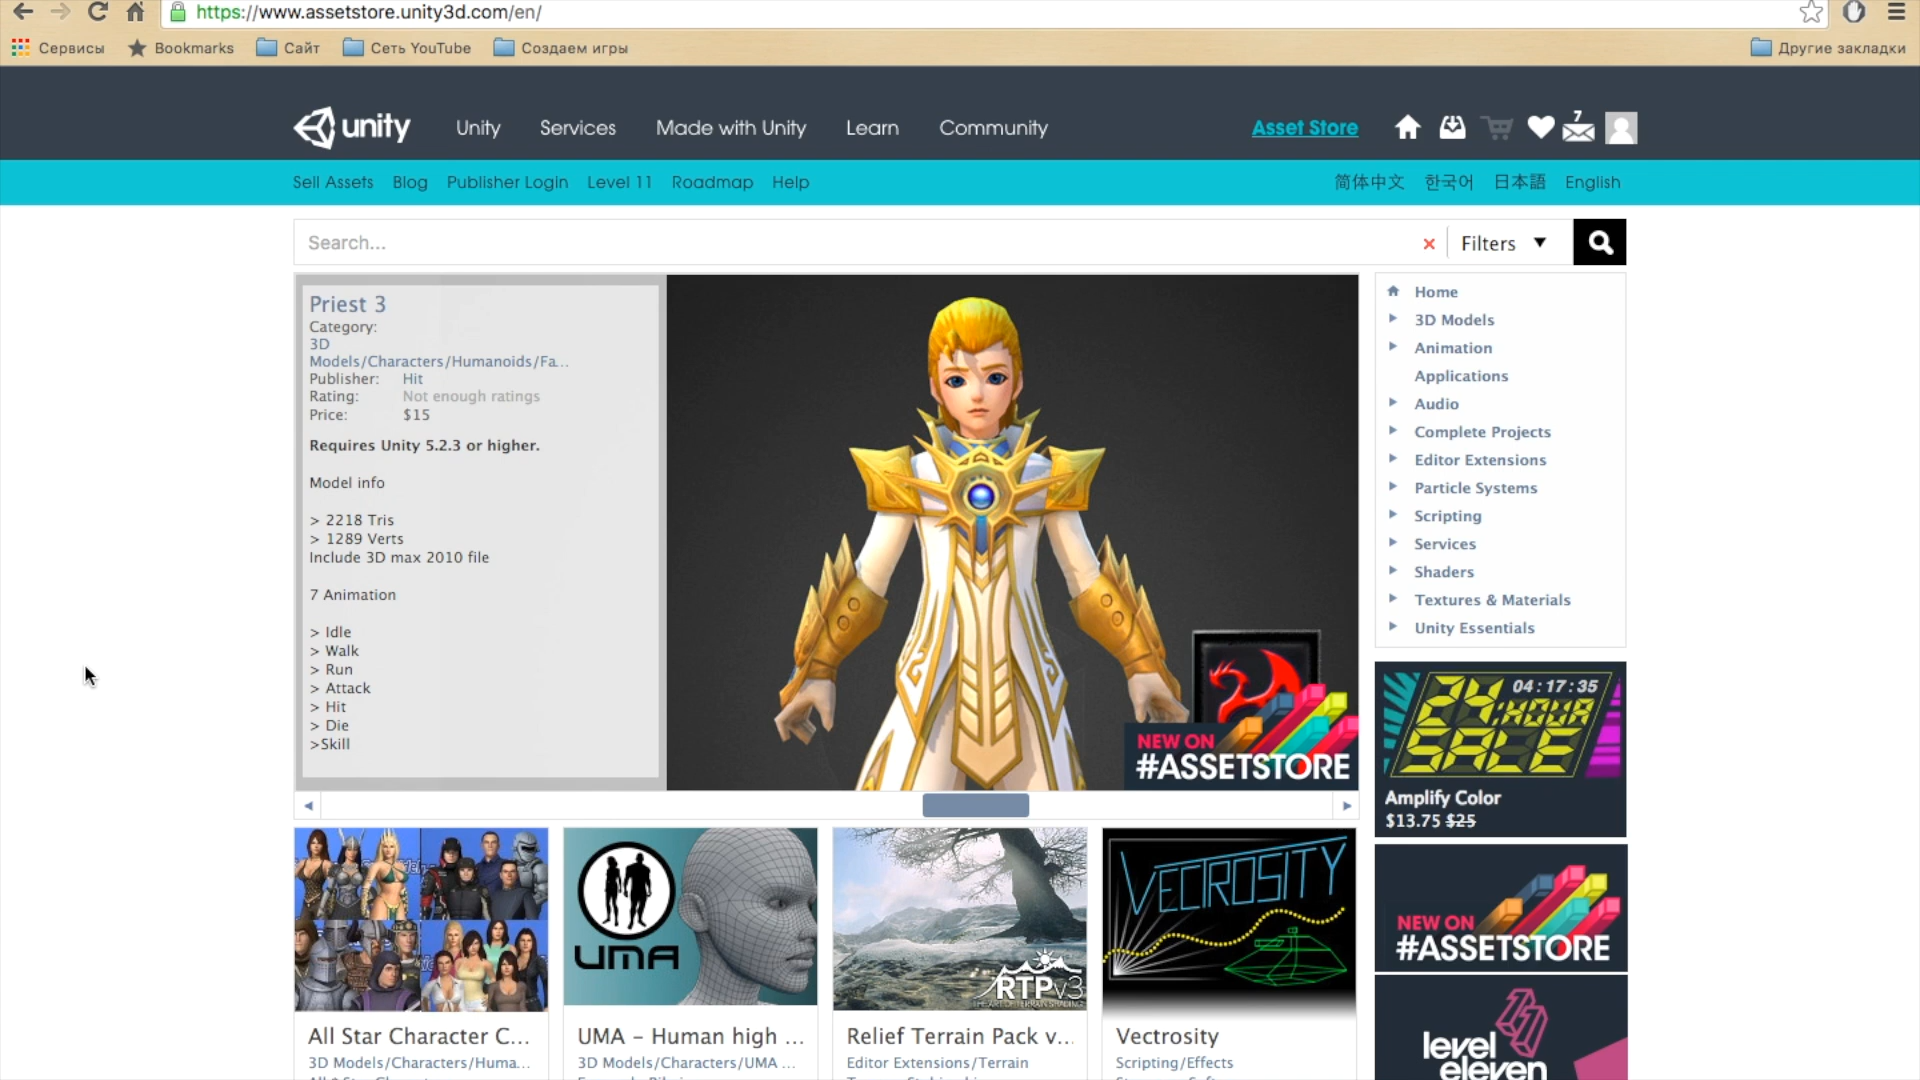 https://www.assetstore.unity3d.com/en/
Сервисы
Bookmarks
Сайт
Сеть YouTube
Создаем игры
Другие закладки
unity
Unity
Services
Made with Unity
Learn
Community
Asset Store
7
Sell Assets
Blog
Publisher Login
Level 11
Roadmap
Help
简体中文
한국어
日本語
English
Search...
Filters
Priest 3
Category:
3D
Models/Characters/Humanoids/Fa...
Publisher: Hit
Rating: Not enough ratings
Price: $15
Requires Unity 5.2.3 or higher.
Model info
> 2218 Tris
> 1289 Verts
Include 3D max 2010 file
7 Animation
> Idle
> Walk
> Run
> Attack
> Hit
> Die
>Skill
NEW ON
#ASSETSTORE
Home
3D Models
Animation
Applications
Audio
Complete Projects
Editor Extensions
Particle Systems
Scripting
Services
Shaders
Textures & Materials
Unity Essentials
04:17:35
24:HOUR
SALE
Amplify Color
$13.75 $25
NEW ON
#ASSETSTORE
level
eleven
UMA
RTPv3
VECTROSITY
All Star Character C...
3D Models/Characters/Huma...
UMA – Human high ...
3D Models/Characters/UMA ...
Relief Terrain Pack v...
Editor Extensions/Terrain
Vectrosity
Scripting/Effects